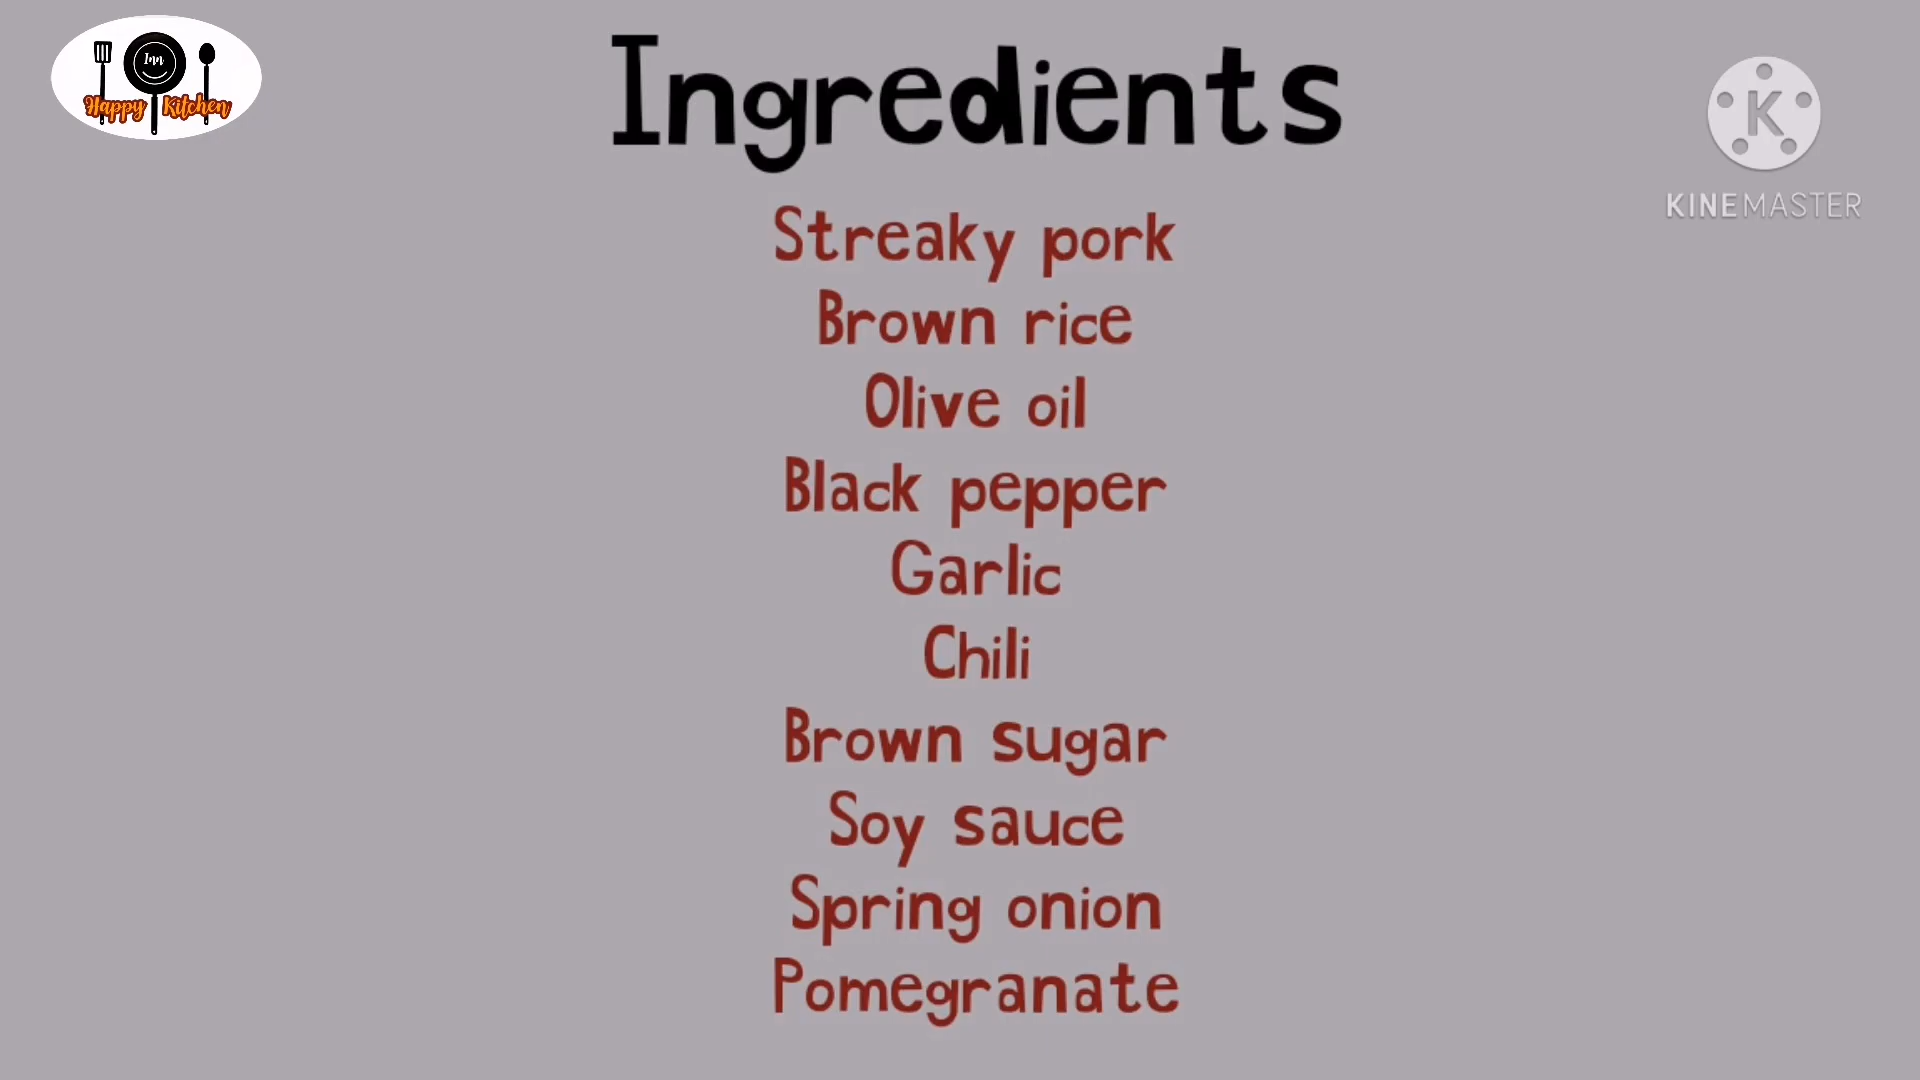 Ingredients
Inn
Happy Kitchen
K
KINEMASTER
Streaky pork
Brown rice
Olive oil
Black pepper
Garlic
Chili
Brown sugar
Soy sauce
Spring onion
Pomegranate